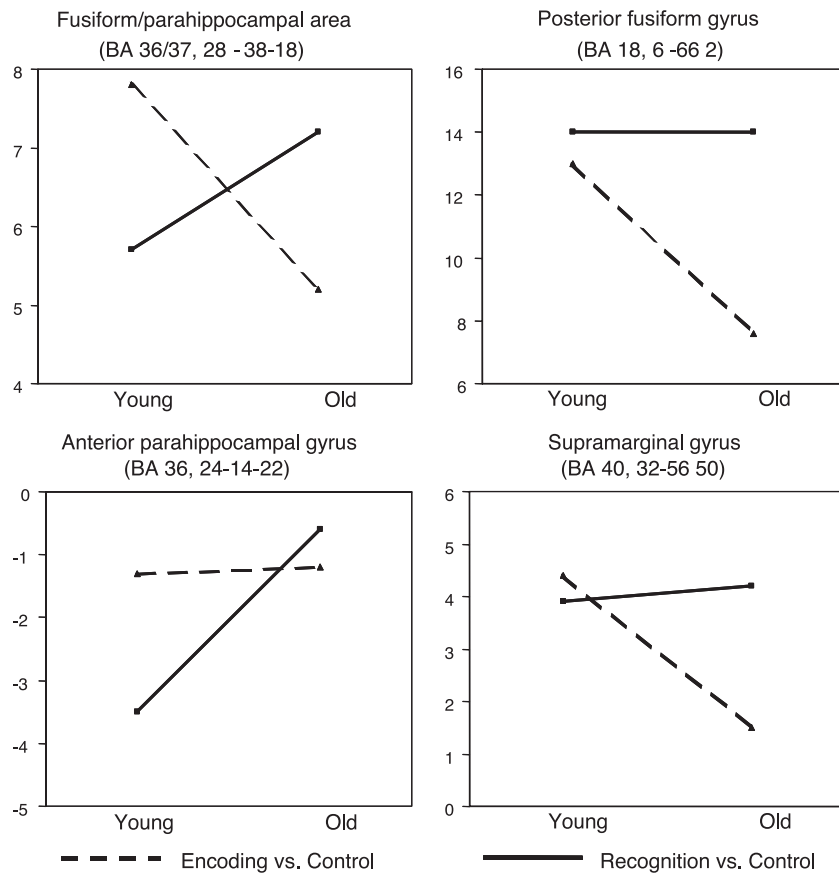 Fusiform/parahippocampal area
(BA 36/37, 28 -38-18)
8
7
6
5
4
Young Old
Posterior fusiform gyrus
(BA 18, 6 -66 2)
16
14
12
10
8
6
Young Old
Anterior parahippocampal gyrus
(BA 36, 24-14-22)
0
-1
-2
-3
-4
-5
Young Old
Supramarginal gyrus
(BA 40, 32-56 50)
6
5
4
3
2
1
0
Young Old
Encoding vs. Control Recognition vs. Control